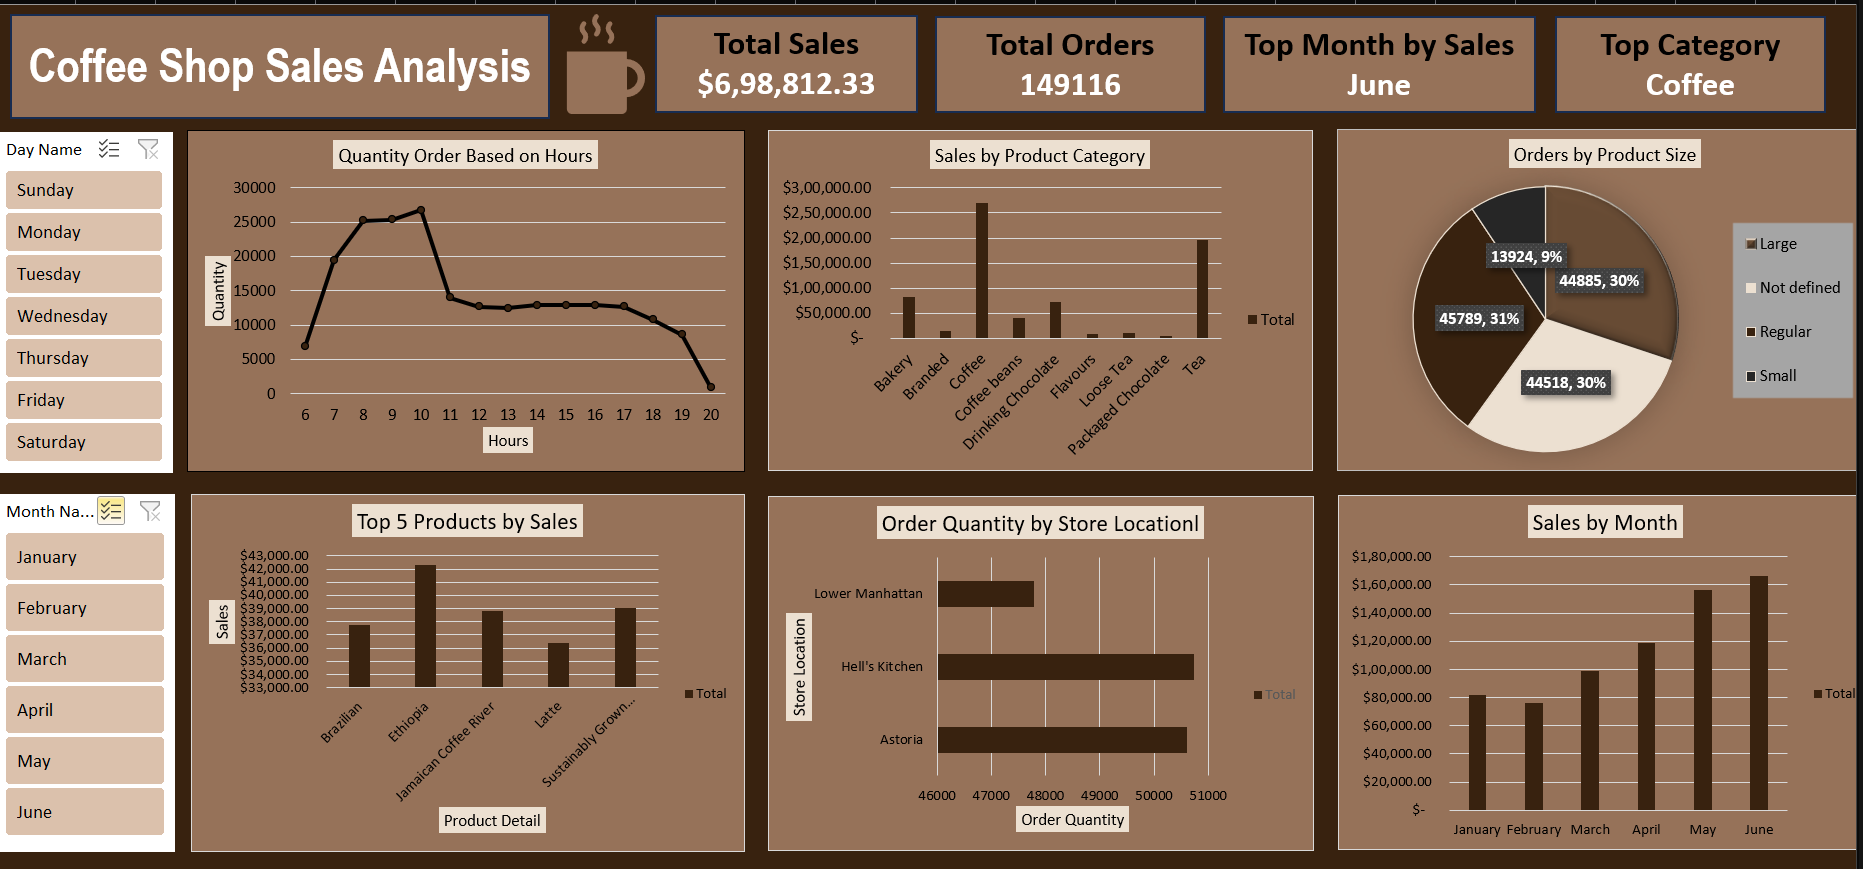 Coffee Shop Sales Analysis
Total Sales
$6,98,812.33
Total Orders
149116
Top Month by Sales
June
Top Category
Coffee
Day Name
Sunday
Monday
Tuesday
Wednesday
Thursday
Friday
Saturday
Quantity Order Based on Hours
30000
25000
20000
15000
10000
5000
0
Quantity
6 7 8 9 10 11 12 13 14 15 16 17 18 19 20
Hours
Sales by Product Category
$3,00,000.00
$2,50,000.00
$2,00,000.00
$1,50,000.00
$1,00,000.00
$50,000.00
$-
Bakery
Branded
Coffee
Coffee beans
Drinking Chocolate
Flavours
Loose Tea
Packaged Chocolate
Tea
Total
Orders by Product Size
13924, 9%
44885, 30%
45789, 31%
44518, 30%
Large
Not defined
Regular
Small
Month Na...
January
February
March
April
May
June
Top 5 Products by Sales
$43,000.00
$42,000.00
$41,000.00
$40,000.00
$39,000.00
$38,000.00
$37,000.00
$36,000.00
$35,000.00
$34,000.00
$33,000.00
Sales
Brazilian
Ethiopia
Jamaican Coffee River
Latte
Sustainably Grown...
Total
Product Detail
Order Quantity by Store Locationl
Store Location
Lower Manhattan
Hell's Kitchen
Astoria
46000 47000 48000 49000 50000 51000
Order Quantity
Total
Sales by Month
$1,80,000.00
$1,60,000.00
$1,40,000.00
$1,20,000.00
$1,00,000.00
$80,000.00
$60,000.00
$40,000.00
$20,000.00
$-
January February March April May June
Total